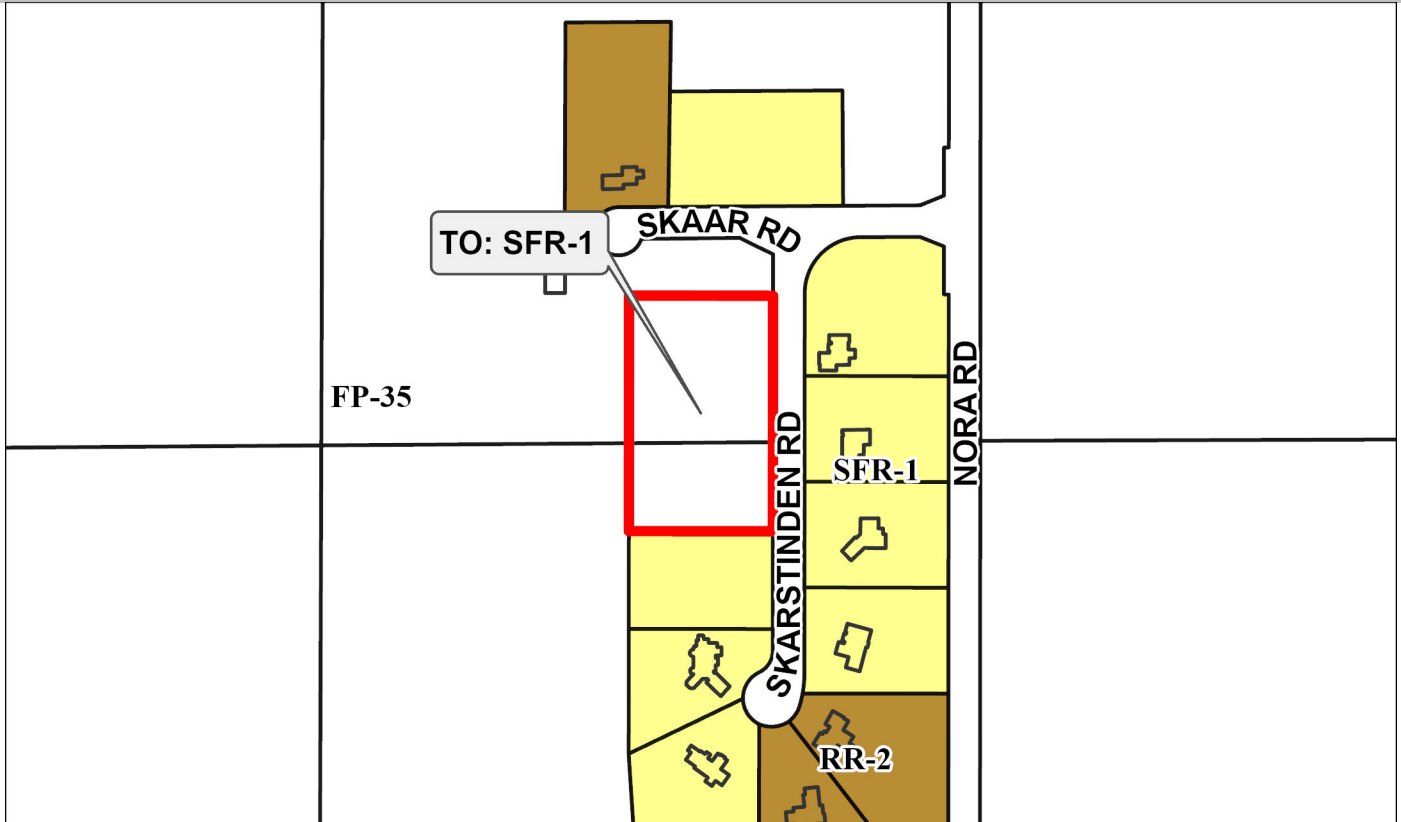 SKAAR RD
TO: SFR-1
FP-35
NORA RD
SKARSTINDEN RD
SFR-1
RR-2